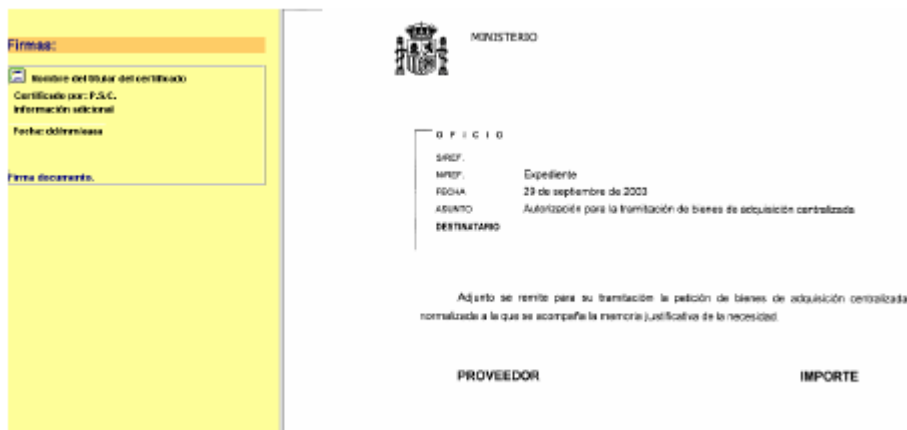 Firmas:
Nombre del titular del certificado
Certificado por: P.S.C.
Información adicional
Fecha: dd/mm/aaaa
Firma documento.
MINISTERIO
O F I C I O
S/REF.
N/REF. Expediente
FECHA 29 de septiembre de 2003
ASUNTO Autorización para la tramitación de bienes de adquisición centralizada
DESTINATARIO
Adjunto se remite para su tramitación la petición de bienes de adquisición centralizada
normalizada a la que se acompaña la memoria justificativa de la necesidad.
PROVEEDOR IMPORTE